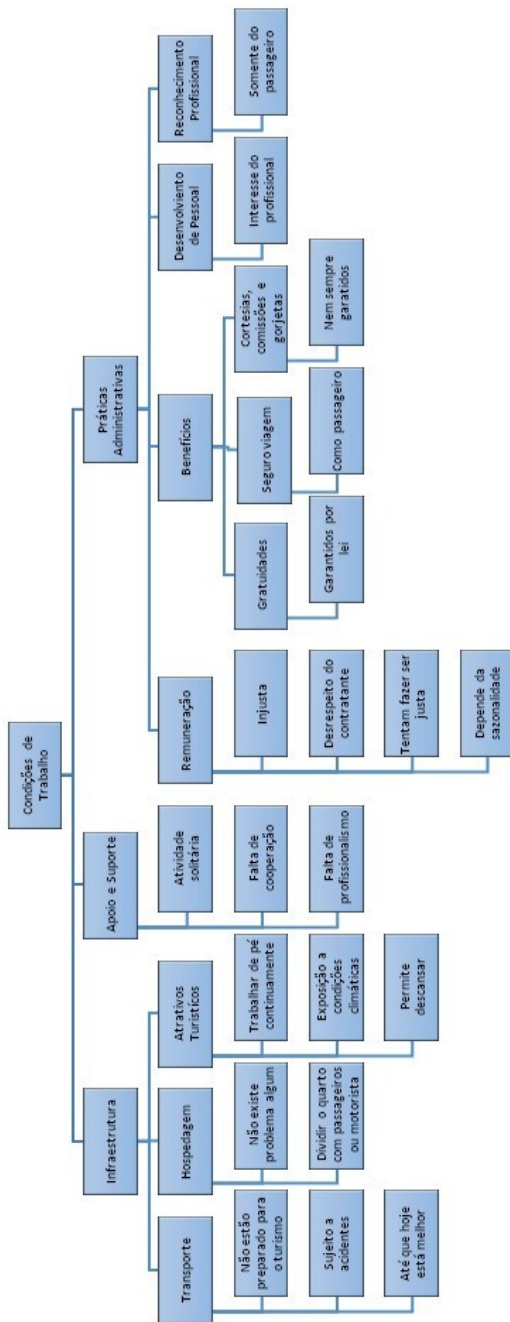 Condições de
Trabalho
Infraestrutura
Apoio e Suporte
Práticas
Administrativas
Transporte
Hospedagem
Atrativos
Turisticos
Remuneração
Benefícios
Desenvolviento
de Pessoal
Reconhecimento
Profissional
Não estão
preparado para
o turismo
Sujeito a
acidentes
Até que hoje
está melhor
Não existe
problema algum
Dividir o quarto
com passageiros
ou motorista
Trabalhar de pé
continuamente
Exposição a
condições
climáticas
Permite
descansar
Atividade
solitária
Falta de
cooperação
Falta de
profissionalismo
Injusta
Desrespeito do
contratante
Tentam fazer ser
justa
Depende da
sazonalidade
Gratuidades
Garantidos por
lei
Seguro viagem
Como passageiro
Cortesias,
comissões e
gorjetas
Nem sempre
garatidos
Interesse do
profissional
Somente do
passageiro